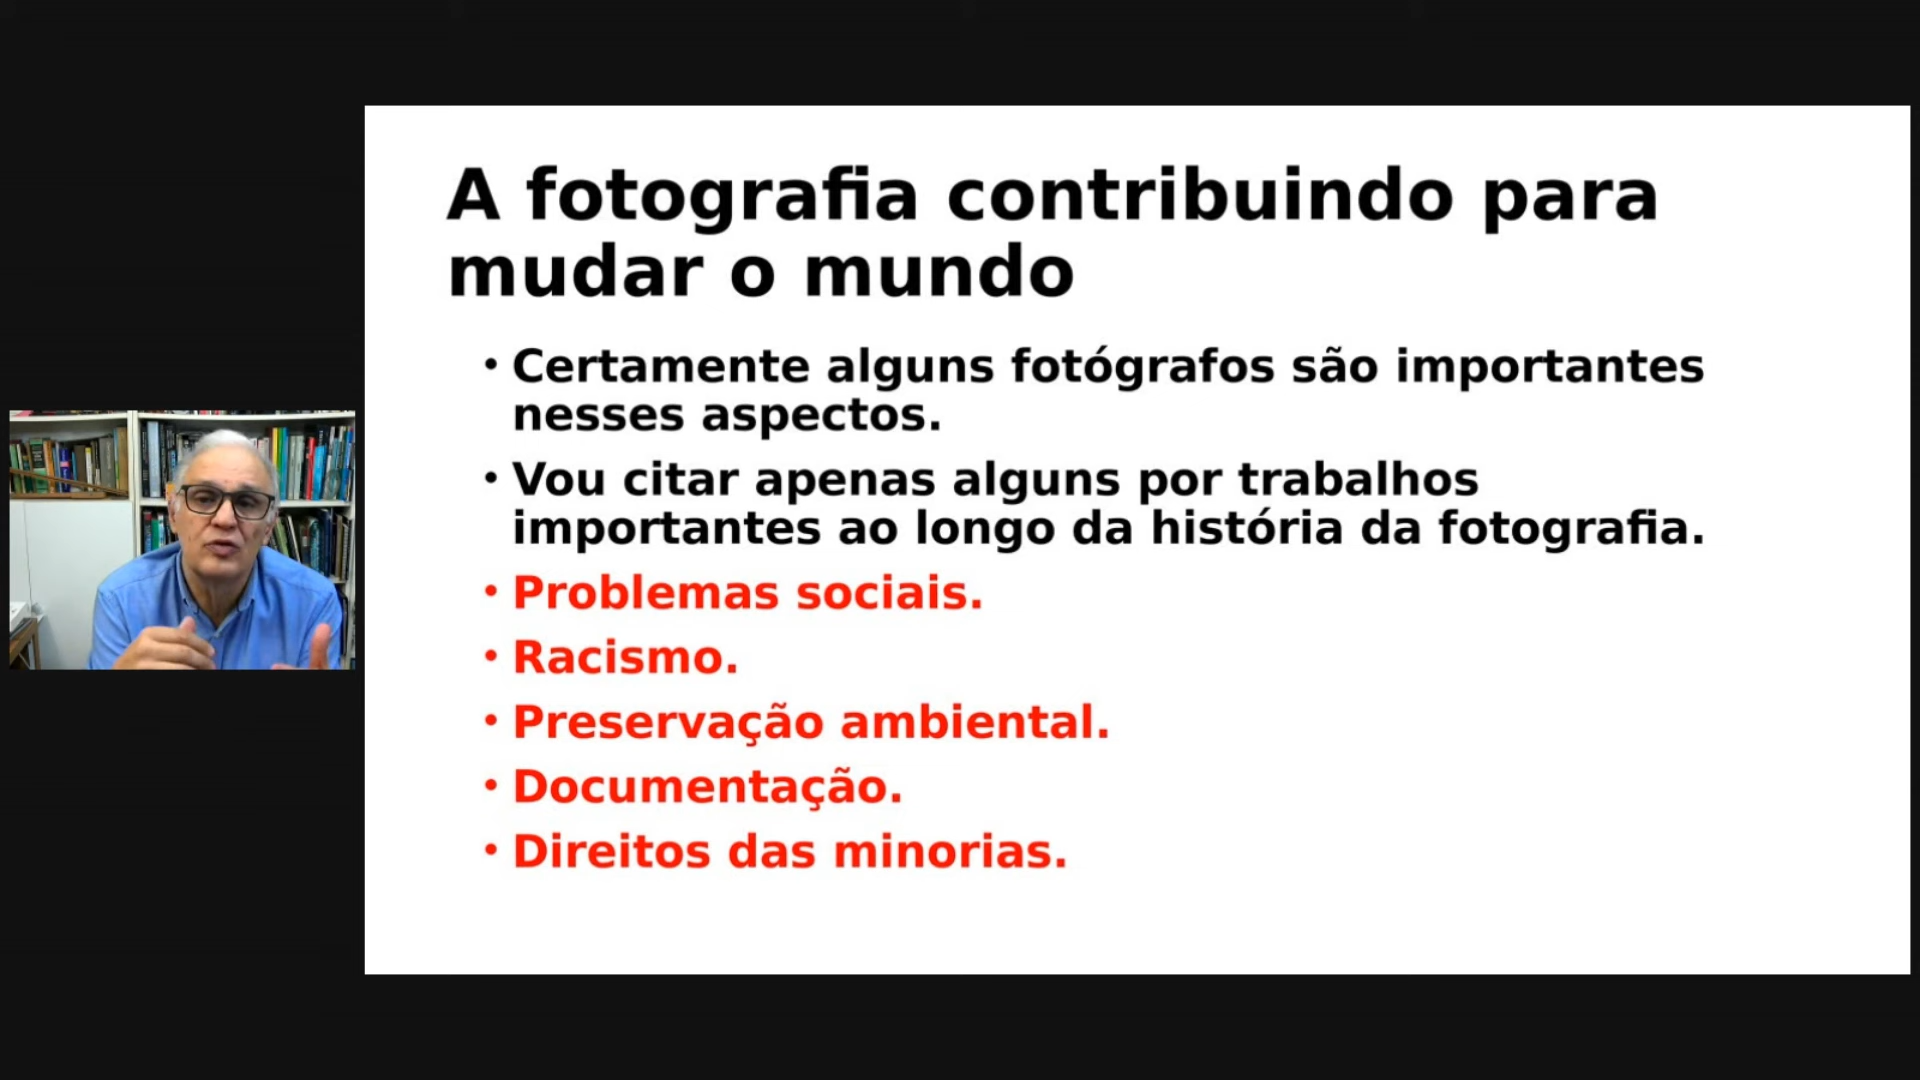 A fotografia contribuindo para
mudar o mundo
• Certamente alguns fotógrafos são importantes
nesses aspectos.
• Vou citar apenas alguns por trabalhos
importantes ao longo da história da fotografia.
• Problemas sociais.
• Racismo.
• Preservação ambiental.
• Documentação.
• Direitos das minorias.